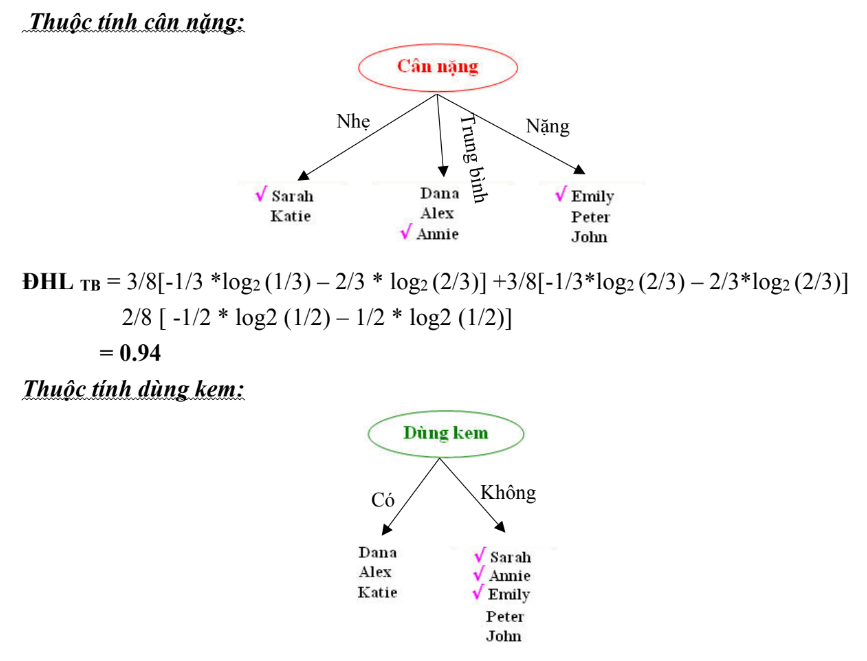 Thuộc tính cân nặng:
Cân nặng
Nhẹ
Trung bình
Nặng
√ Sarah
Katie
Dana
Alex
√ Annie
√ Emily
Peter
John
ĐHL TB = 3/8[-1/3 *log2 (1/3) – 2/3 * log2 (2/3)] +3/8[-1/3*log2 (2/3) – 2/3*log2 (2/3)]
2/8 [ -1/2 * log2 (1/2) – 1/2 * log2 (1/2)]
= 0.94
Thuộc tính dùng kem:
Dùng kem
Có
Không
Dana
Alex
Katie
√ Sarah
√ Annie
√ Emily
Peter
John